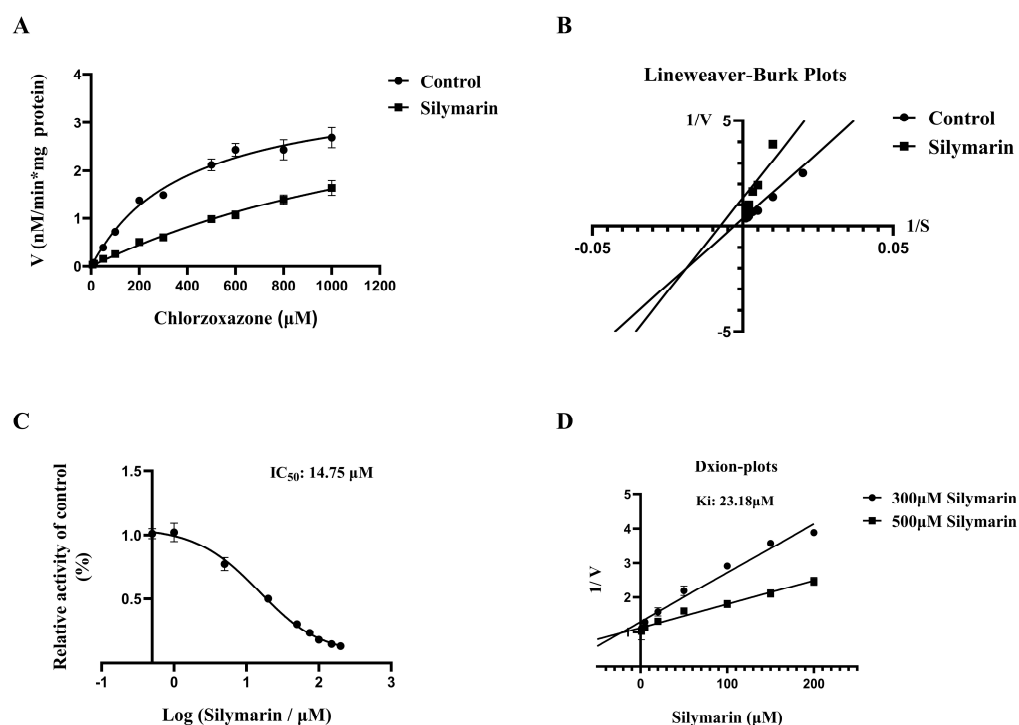 A
V (nM/min*mg protein)
4
3
2
1
0
0
200
400
600
800
1000
1200
Chlorzoxazone (μM)
Control
Silymarin
B
Lineweaver-Burk Plots
1/V
5
-5
-0.05
0.05
1/S
Control
Silymarin
C
Relative activity of control
(%)
IC50: 14.75 μM
1.5
1.0
0.5
-1
0
1
2
3
Log (Silymarin / μM)
D
Dxion-plots
Ki: 23.18μM
1/ V
5
4
3
2
1
0
100
200
Silymarin (μM)
300μM Silymarin
500μM Silymarin